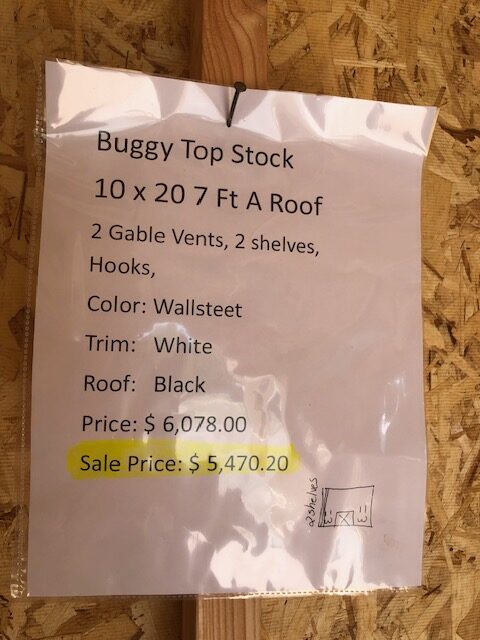 Buggy Top Stock
10 x 20 7 Ft A Roof
2 Gable Vents, 2 shelves,
Hooks,
Color: Wallsteet
Trim: White
Roof: Black
Price: $ 6,078.00
Sale Price: $ 5,470.20
2 shelves